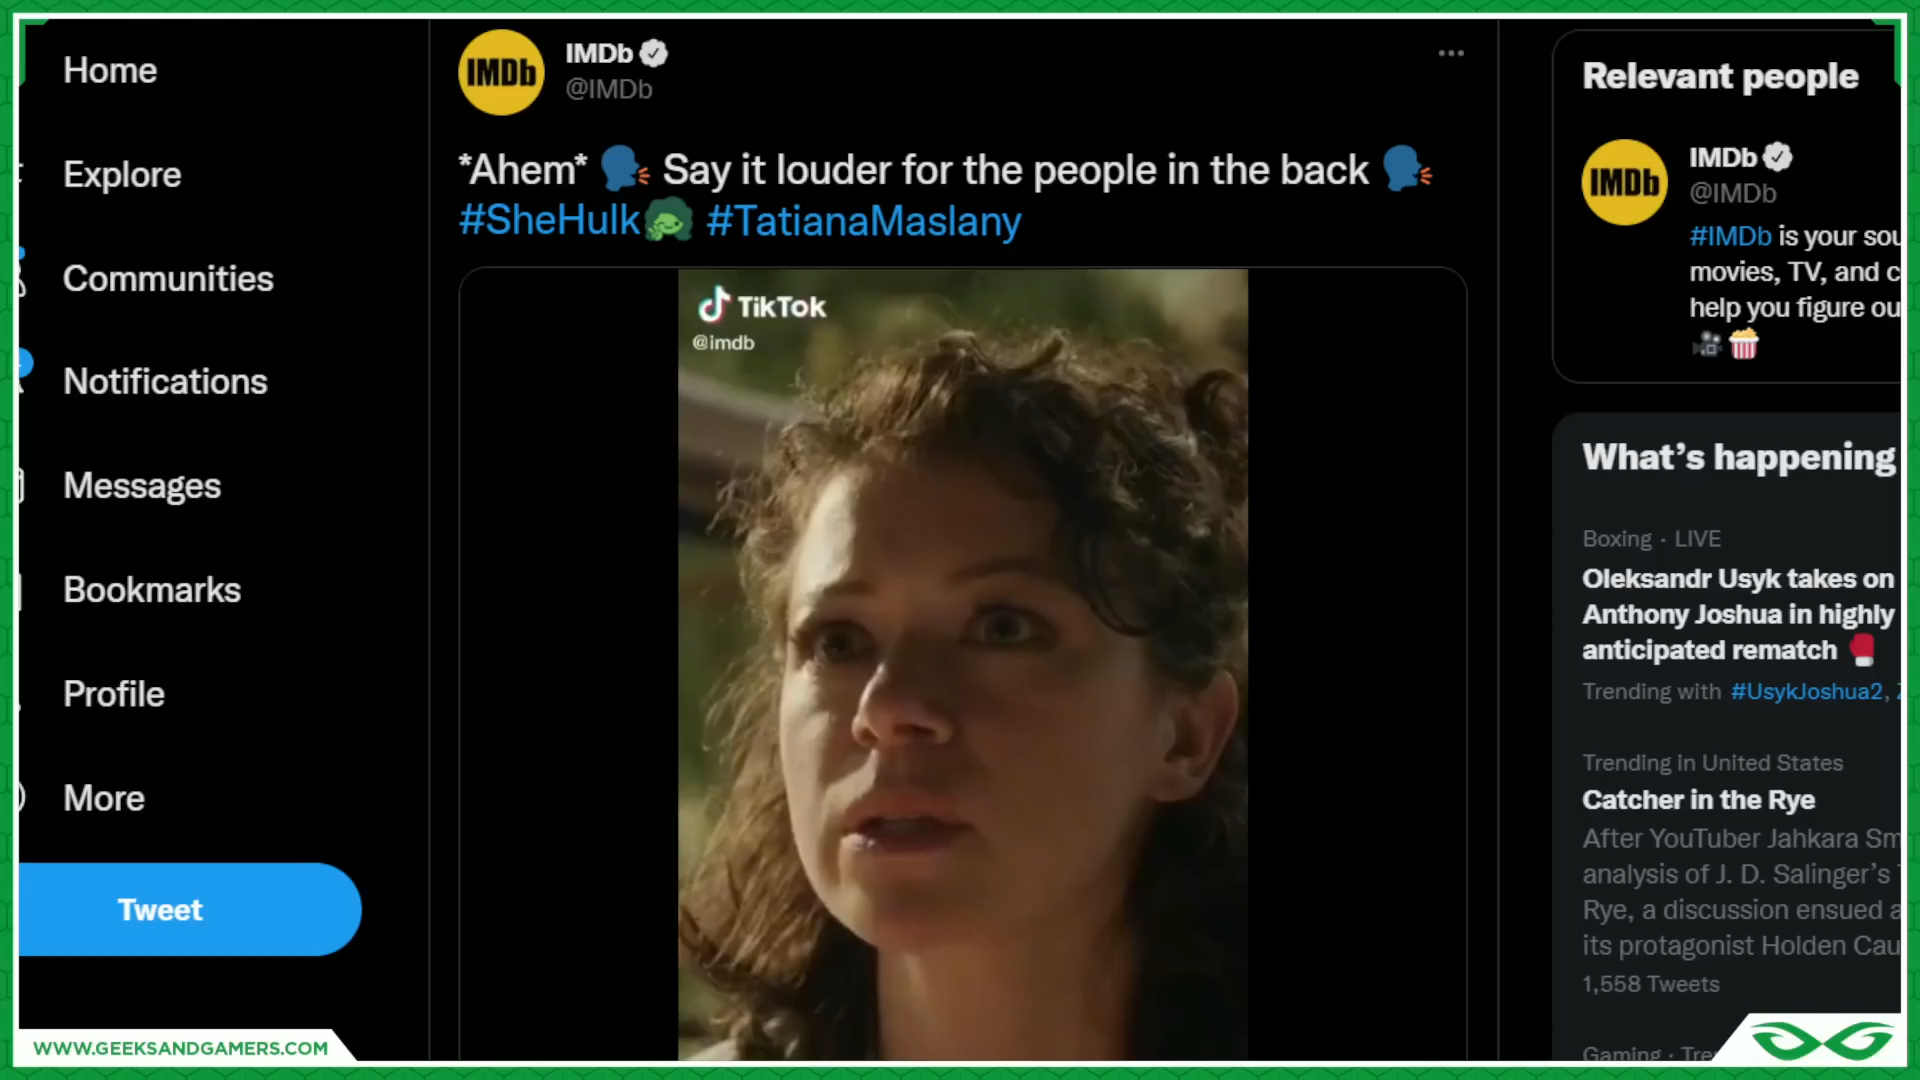 Home
Explore
Communities
Notifications
Messages
Bookmarks
Profile
More
Tweet
IMDb
IMDb
@IMDb
*Ahem* Say it louder for the people in the back
#SheHulk #TatianaMaslany
TikTok
@imdb
Relevant people
IMDb
IMDb
@IMDb
#IMDb is your sou
movies, TV, and c
help you figure ou
What's happening
Boxing · LIVE
Oleksandr Usyk takes on
Anthony Joshua in highly
anticipated rematch
Trending with #UsykJoshua2,
Trending in United States
Catcher in the Rye
After YouTuber Jahkara Sm
analysis of J. D. Salinger's
Rye, a discussion ensued a
its protagonist Holden Cau
1,558 Tweets
Gaming · Tre
WWW.GEEKSANDGAMERS.COM